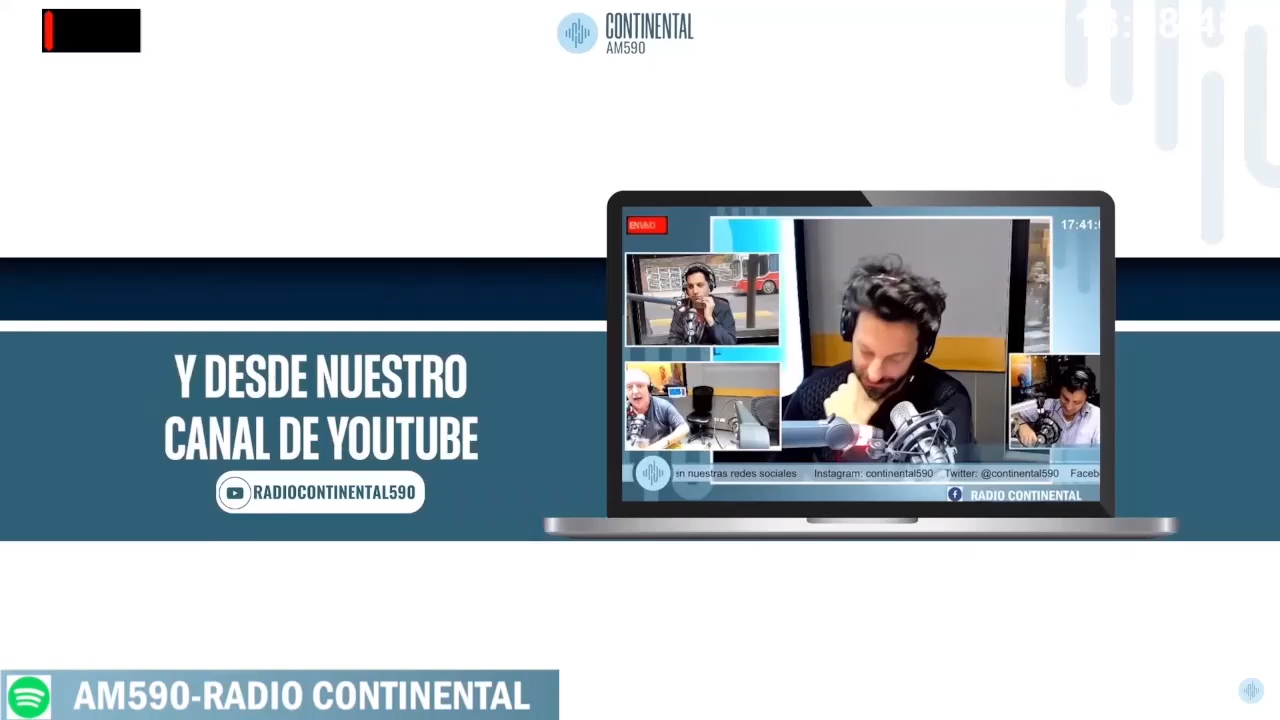 CONTINENTAL
AM590
EN VIVO
17:41:
Y DESDE NUESTRO
CANAL DE YOUTUBE
RADIOCONTINENTAL590
en nuestras redes sociales Instagram: continental590 Twitter: @continental590 Faceb
RADIO CONTINENTAL
AM590-RADIO CONTINENTAL